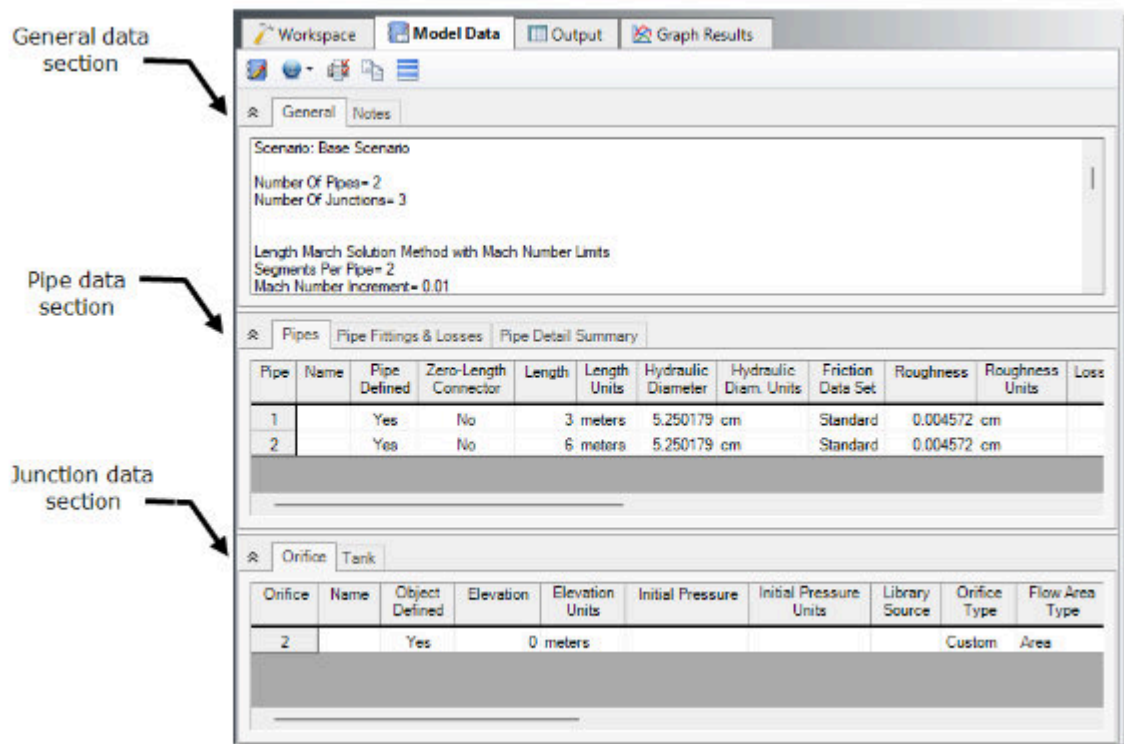 General data
section
Workspace Model Data Output Graph Results
General Notes
Scenario: Base Scenario
Number Of Pipes= 2
Number Of Junctions= 3
Length March Solution Method with Mach Number Limits
Segments Per Pipe= 2
Mach Number Increment= 0.01
Pipe data
section
Pipes Pipe Fittings & Losses Pipe Detail Summary
Pipe Name Pipe Defined Zero-Length Connector Length Length Units Hydraulic Diameter Hydraulic Diam. Units Friction Data Set Roughness Roughness Units Loss
1 Yes No 3 meters 5.250179 cm Standard 0.004572 cm
2 Yes No 6 meters 5.250179 cm Standard 0.004572 cm
Junction data
section
Orifice Tank
Orifice Name Object Defined Elevation Elevation Units Initial Pressure Initial Pressure Units Library Source Orifice Type Flow Area Type
2 Yes 0 meters Custom Area